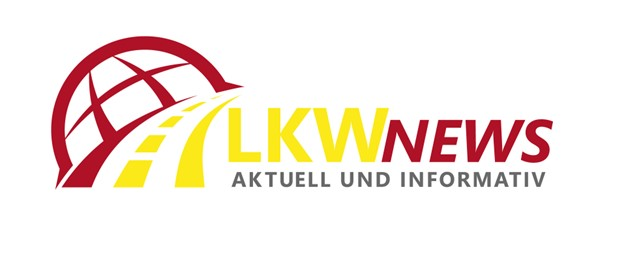 LKWNEWS
AKTUELL UND INFORMATIV